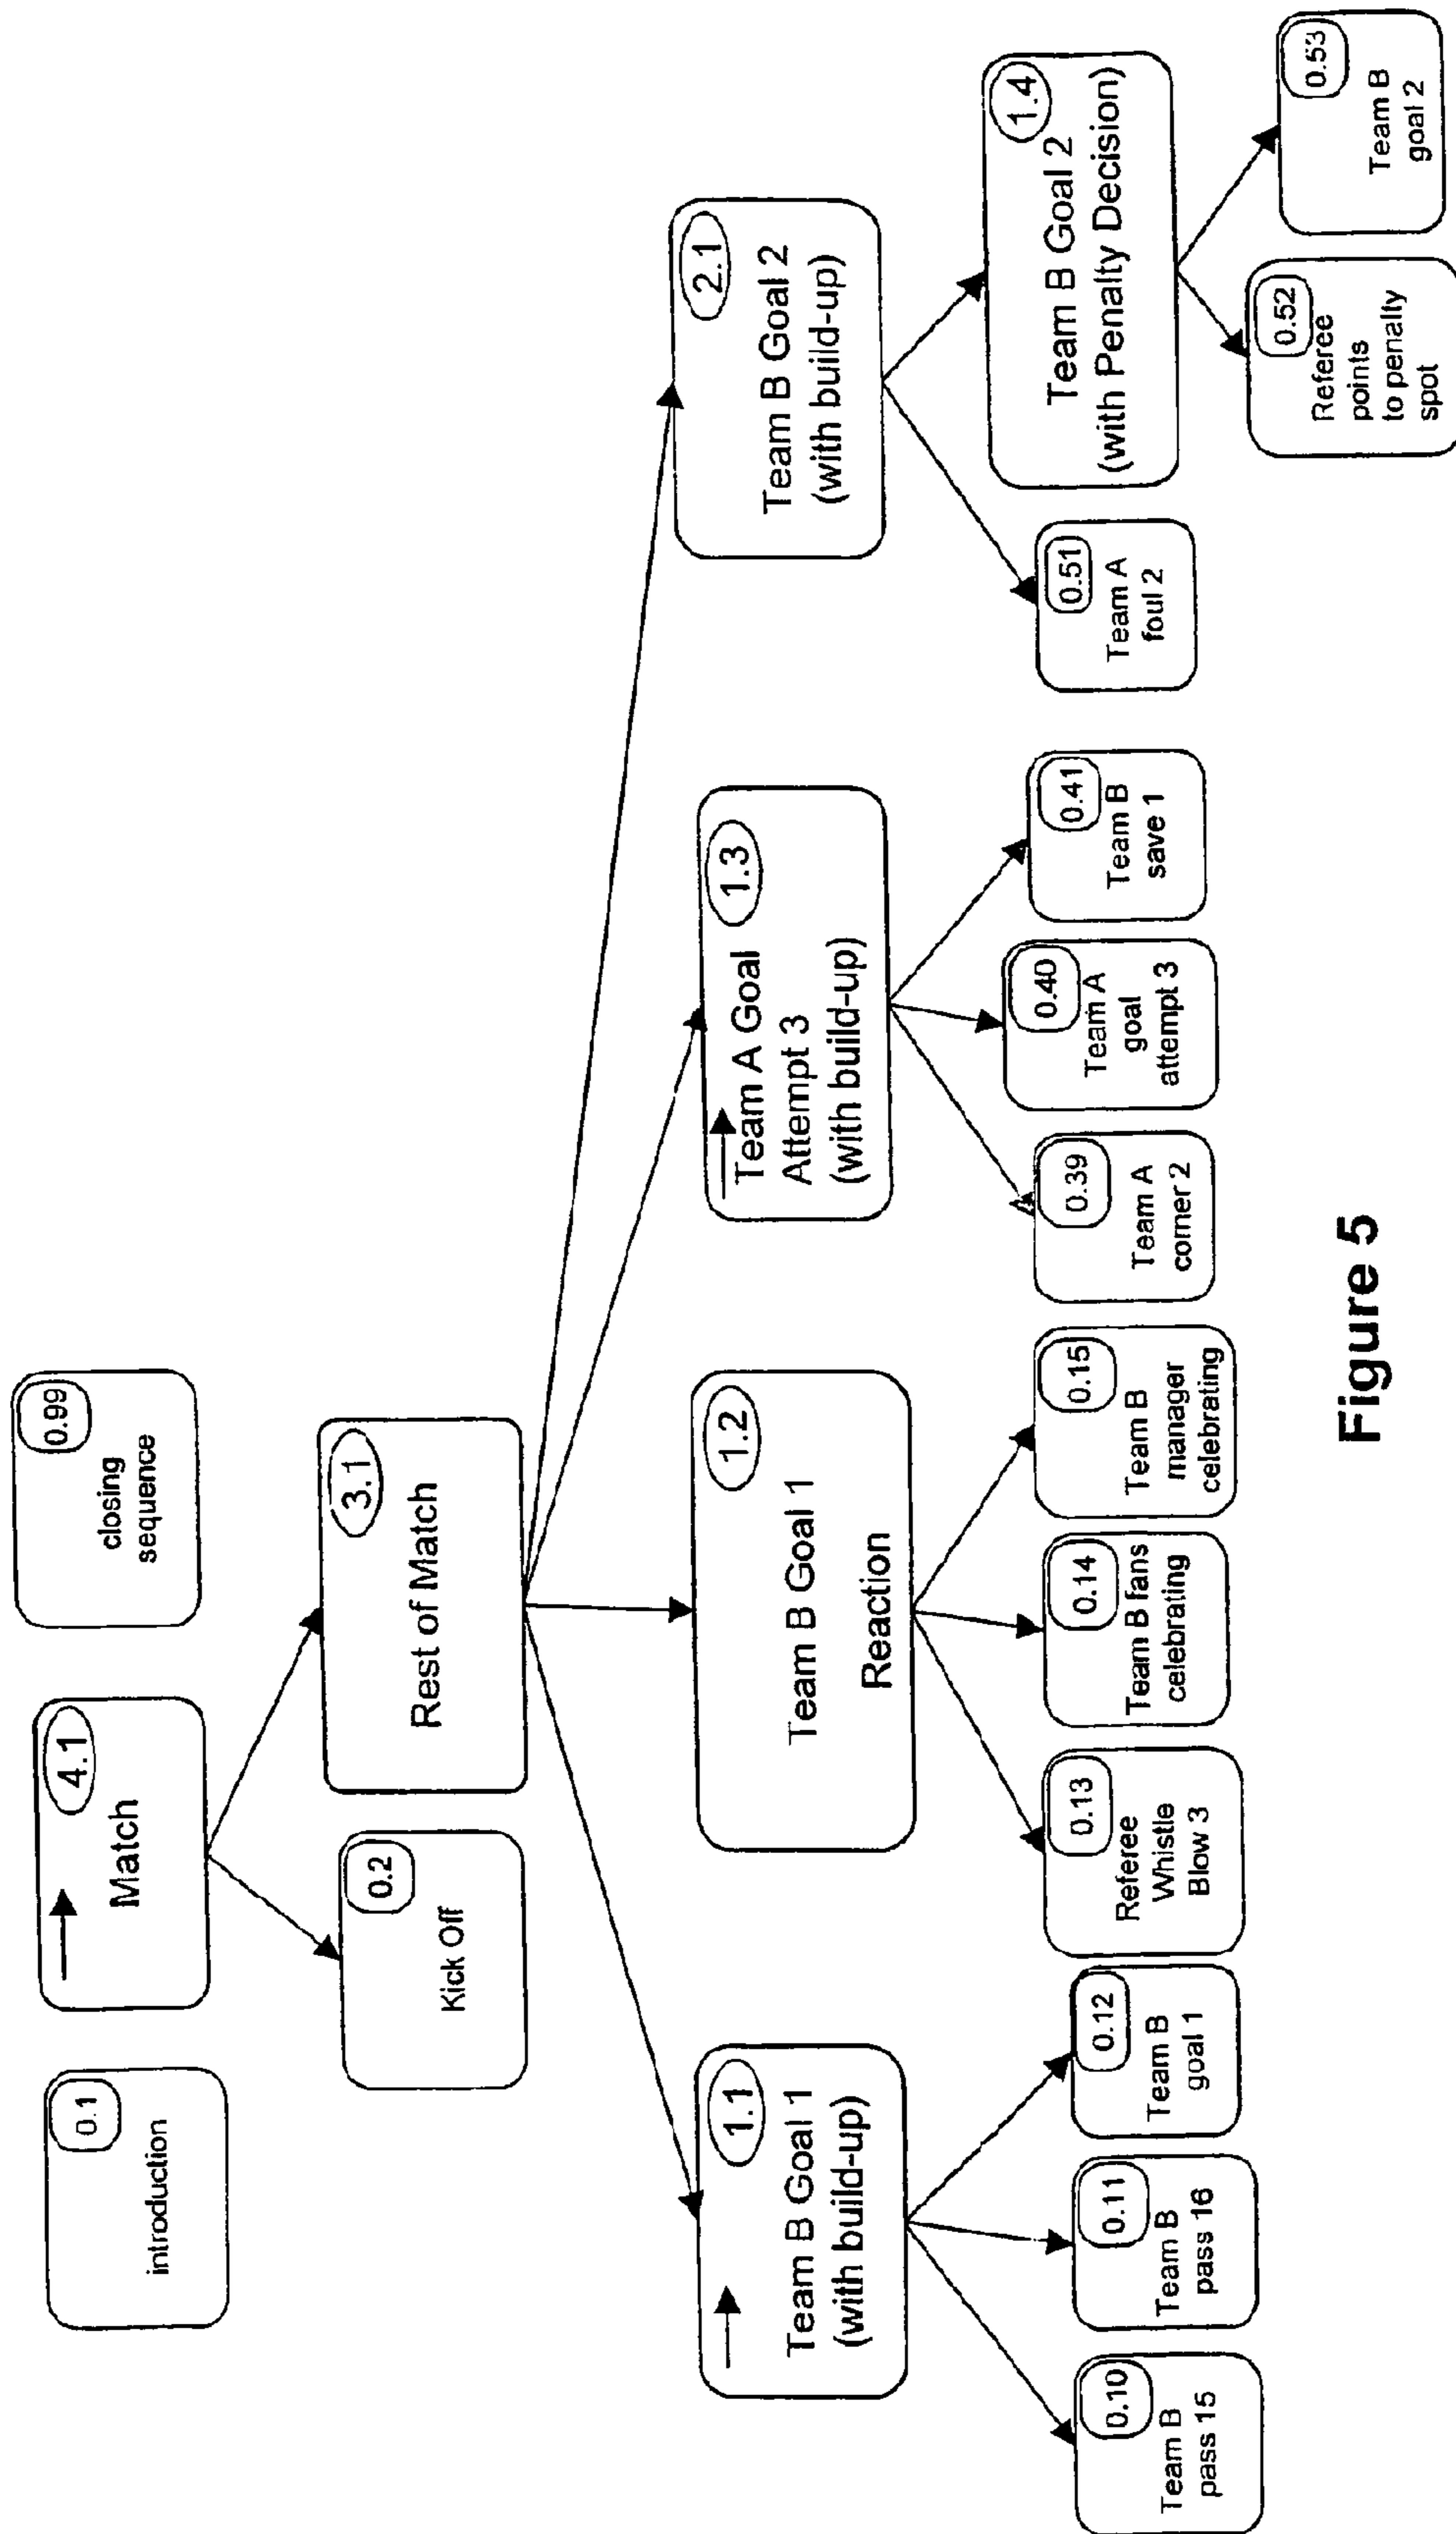 0.1
introduction
4.1
Match
0.99
closing
sequence
0.2
Kick Off
3.1
Rest of Match
1.1
Team B Goal 1
(with build-up)
1.2
Team B Goal 1
Reaction
1.3
Team A Goal
Attempt 3
(with build-up)
2.1
Team B Goal 2
(with build-up)
0.10
Team B
pass 15
0.11
Team B
pass 16
0.12
Team B
goal 1
0.13
Referee
Whistle
Blow 3
0.14
Team B fans
celebrating
0.15
Team B
manager
celebrating
0.39
Team A
corner 2
0.40
Team A
goal
attempt 3
0.41
Team B
save 1
0.51
Team A
foul 2
1.4
Team B Goal 2
(with Penalty Decision)
0.52
Referee
points
to penalty
spot
0.53
Team B
goal 2
Figure 5